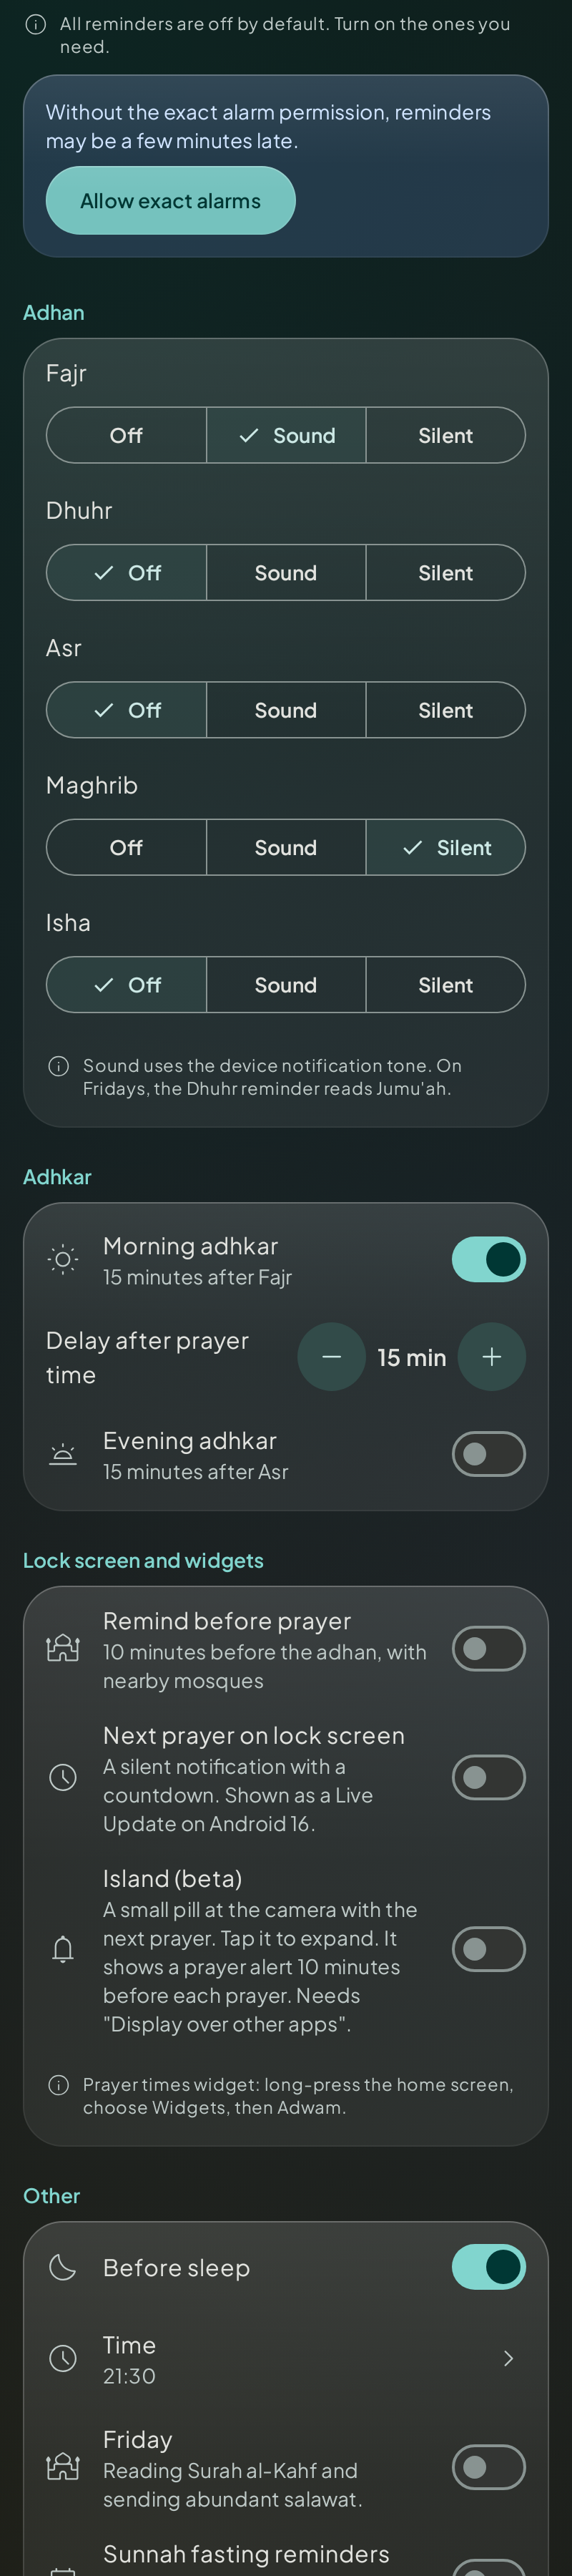 All reminders are off by default. Turn on the ones you
need.
Without the exact alarm permission, reminders
may be a few minutes late.
Allow exact alarms
Adhan
Fajr
Off Sound Silent
Dhuhr
Off Sound Silent
Asr
Off Sound Silent
Maghrib
Off Sound Silent
Isha
Off Sound Silent
Sound uses the device notification tone. On
Fridays, the Dhuhr reminder reads Jumu'ah.
Adhkar
Morning adhkar
15 minutes after Fajr
Delay after prayer
time
15 min
Evening adhkar
15 minutes after Asr
Lock screen and widgets
Remind before prayer
10 minutes before the adhan, with
nearby mosques
Next prayer on lock screen
A silent notification with a
countdown. Shown as a Live
Update on Android 16.
Island (beta)
A small pill at the camera with the
next prayer. Tap it to expand. It
shows a prayer alert 10 minutes
before each prayer. Needs
"Display over other apps".
Prayer times widget: long-press the home screen,
choose Widgets, then Adwam.
Other
Before sleep
Time
21:30
Friday
Reading Surah al-Kahf and
sending abundant salawat.
Sunnah fasting reminders